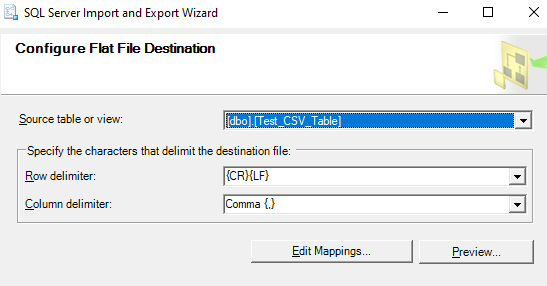 SQL Server Import and Export Wizard
Configure Flat File Destination
Source table or view:
[dbo].[Test_CSV_Table]
Specify the characters that delimit the destination file:
Row delimiter:
{CR}{LF}
Column delimiter:
Comma {,}
Edit Mappings...
Preview...